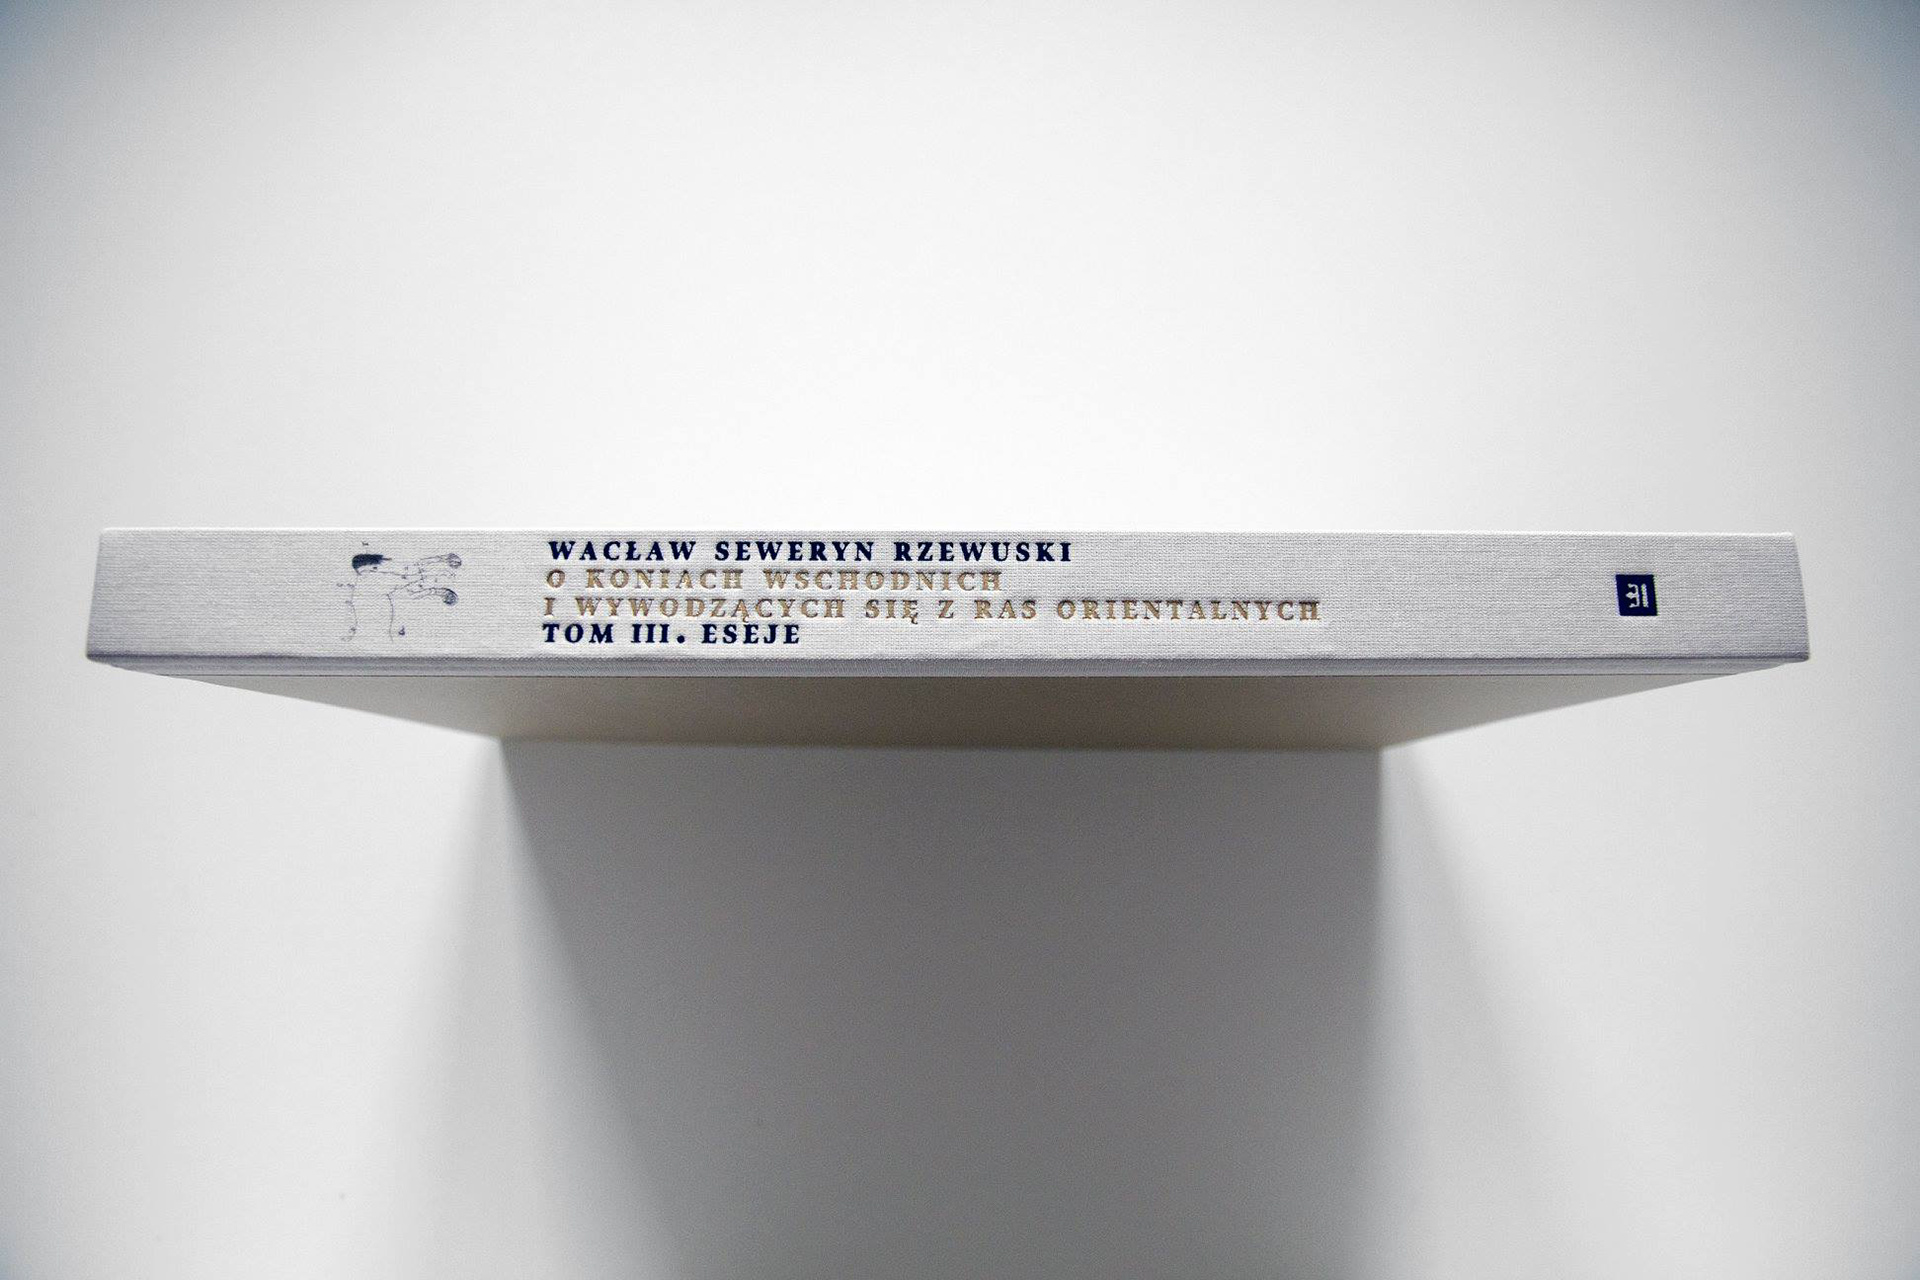 WACŁAW SEWERYN RZEWUSKI
O KONIACH WSCHODNICH
I WYWODZĄCYCH SIĘ Z RAS ORIENTALNYCH
TOM III. ESEJE